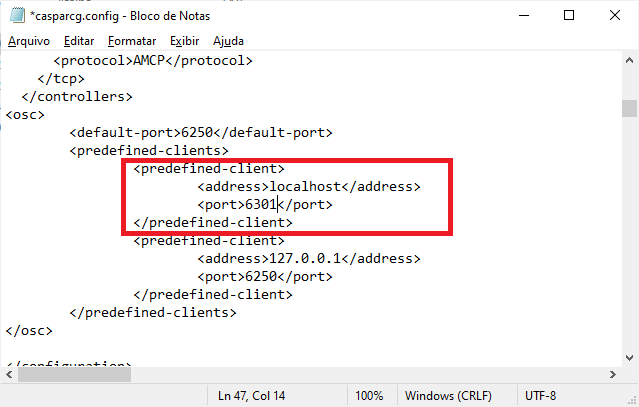 *casparcg.config - Bloco de Notas
Arquivo Editar Formatar Exibir Ajuda
<protocol>AMCP</protocol>
</tcp>
</controllers>
<osc>
<default-port>6250</default-port>
<predefined-clients>
<predefined-client>
<address>localhost</address>
<port>6301</port>
</predefined-client>
<predefined-client>
<address>127.0.0.1</address>
<port>6250</port>
</predefined-client>
</predefined-clients>
</osc>
</configuration>
Ln 47, Col 14 100% Windows (CRLF) UTF-8